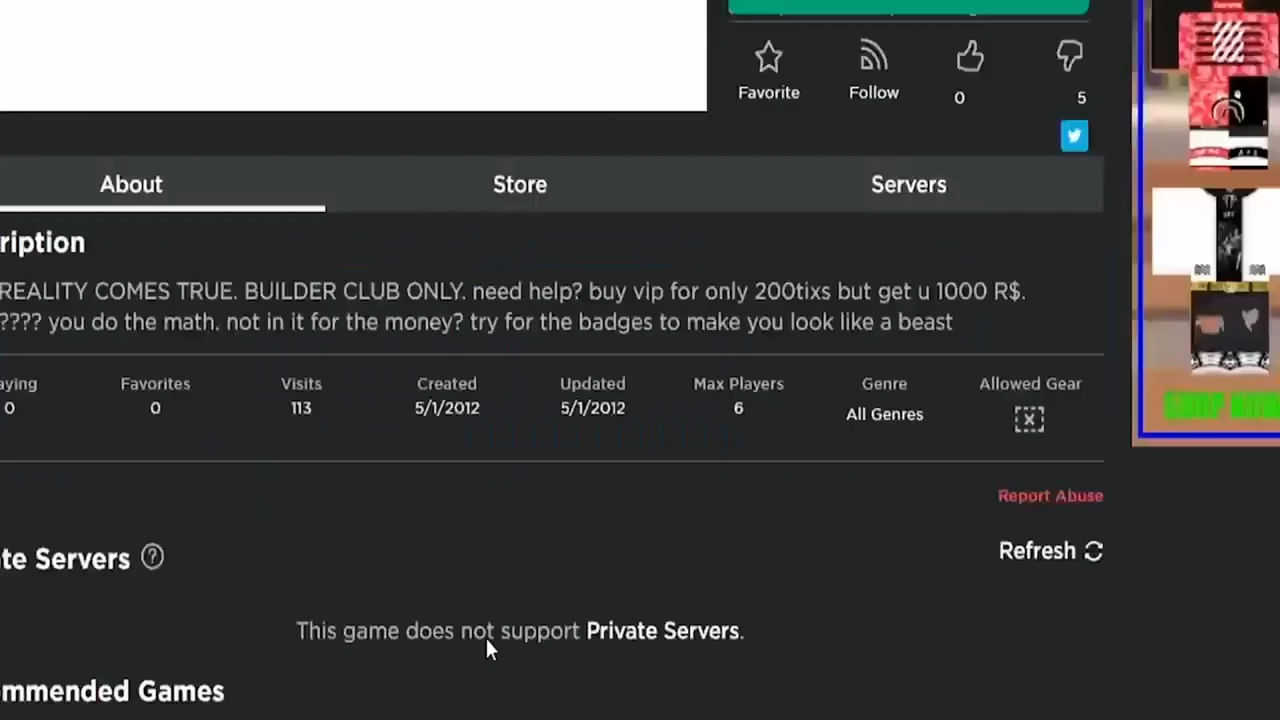 Favorite
Follow
0
5
About
Store
Servers
ription
REALITY COMES TRUE. BUILDER CLUB ONLY. need help? buy vip for only 200tixs but get u 1000 R$.
???? you do the math. not in it for the money? try for the badges to make you look like a beast
aying
Favorites
Visits
Created
Updated
Max Players
Genre
Allowed Gear
0
0
113
5/1/2012
5/1/2012
6
All Genres
Report Abuse
te Servers
Refresh
This game does not support Private Servers.
ommended Games